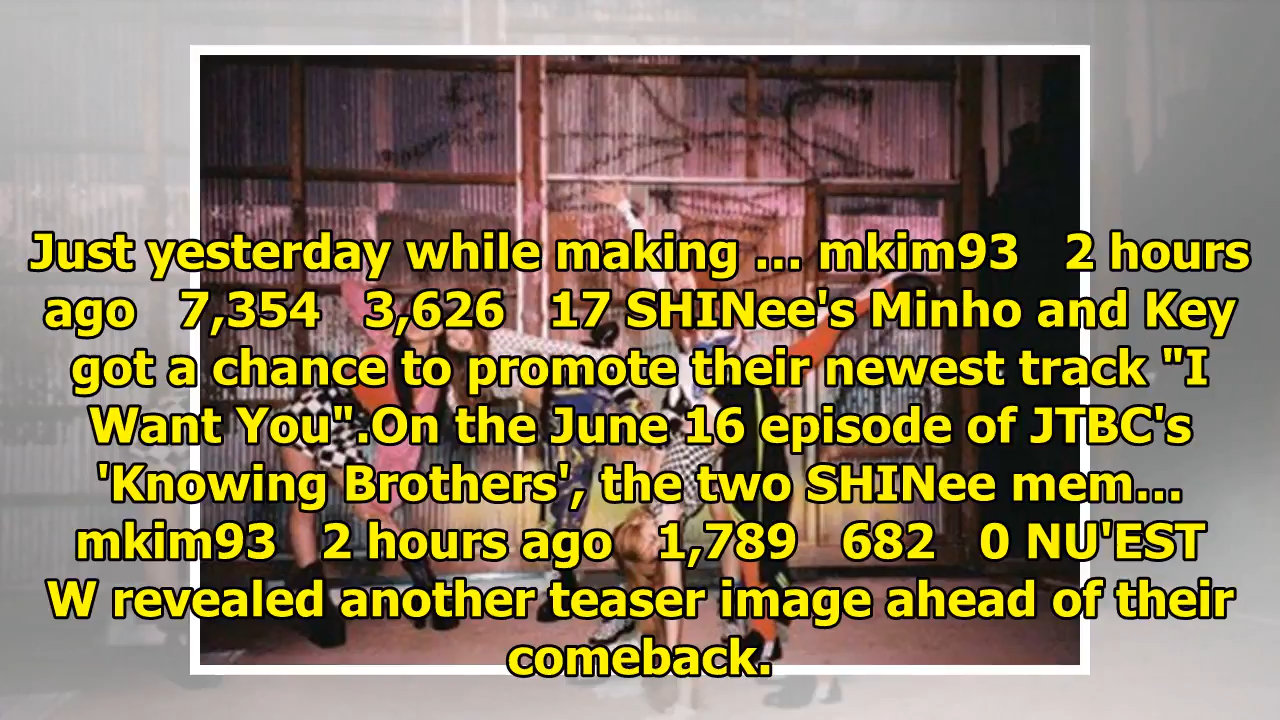 Just yesterday while making ... mkim93 2 hours
ago 7,354 3,626 17 SHINee's Minho and Key
got a chance to promote their newest track "I
Want You".On the June 16 episode of JTBC's
'Knowing Brothers', the two SHINee mem...
mkim93 2 hours ago 1,789 682 0 NU'EST
W revealed another teaser image ahead of their
comeback.